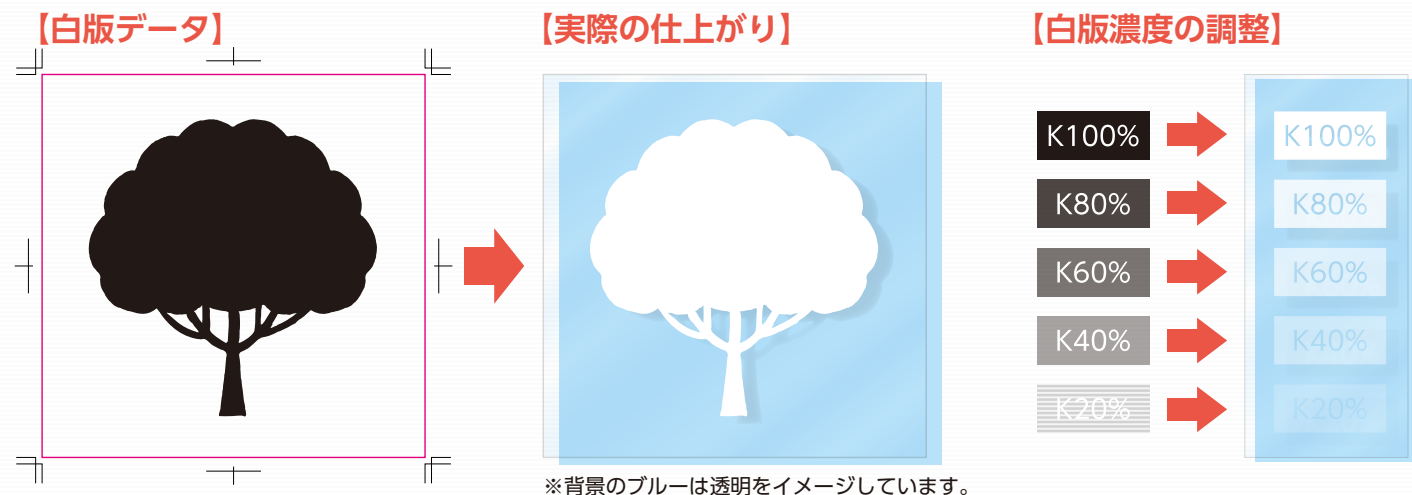 【白版データ】
【実際の仕上がり】
【白版濃度の調整】
K100%
K100%
K80%
K80%
K60%
K60%
K40%
K40%
K20%
K20%
※背景のブルーは透明をイメージしています。